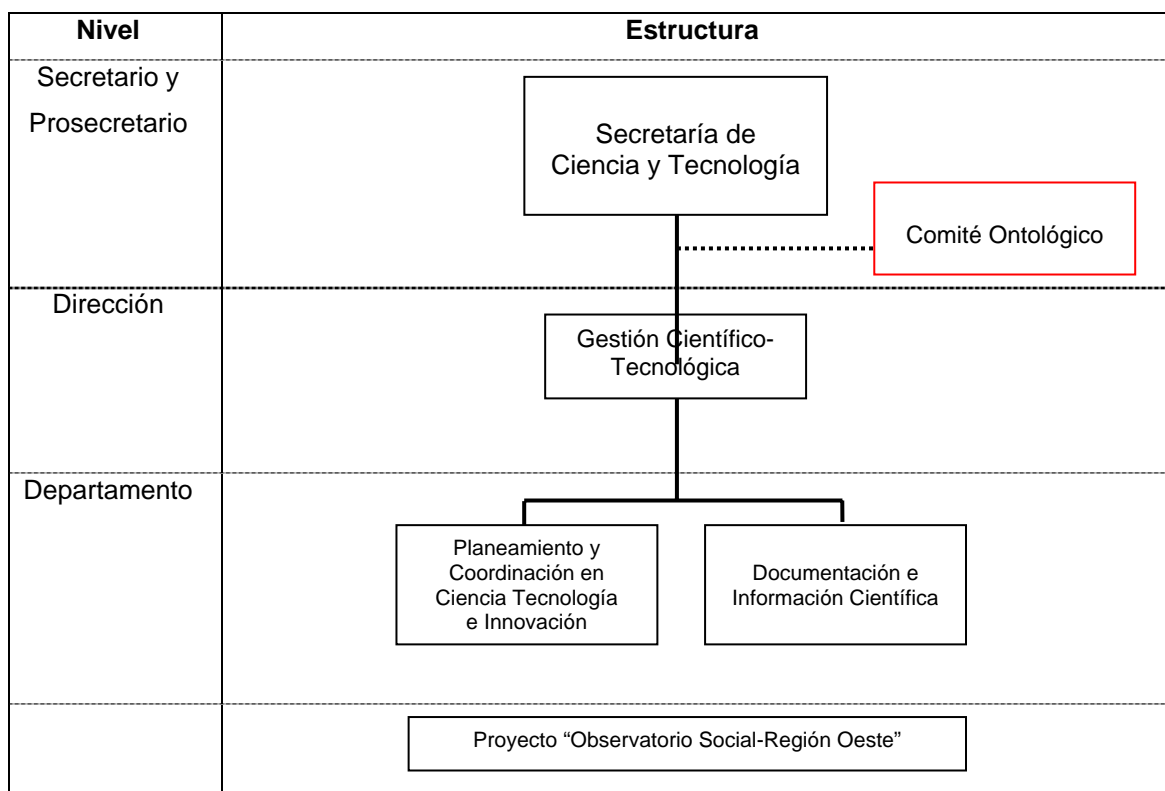 Nivel
Estructura
Secretario y
Prosecretario
Secretaría de
Ciencia y Tecnología
Comité Ontológico
Dirección
Gestión Científico-
Tecnológica
Departamento
Planeamiento y
Coordinación en
Ciencia Tecnología
e Innovación
Documentación e
Información Científica
Proyecto “Observatorio Social-Región Oeste”